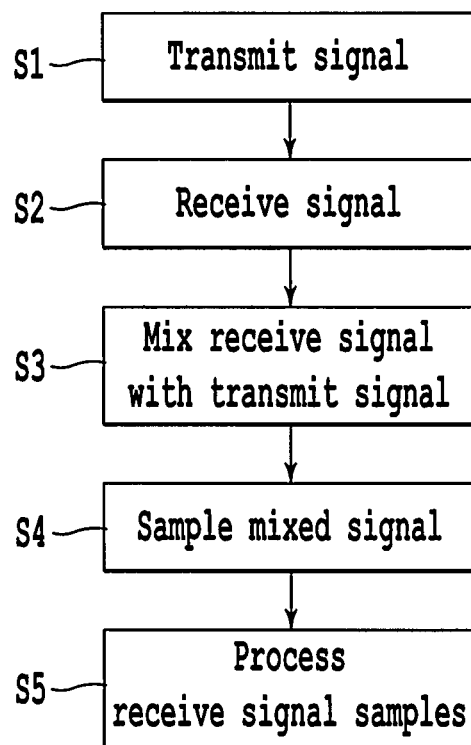 S1 Transmit signal
S2 Receive signal
S3 Mix receive signal
with transmit signal
S4 Sample mixed signal
S5 Process
receive signal samples